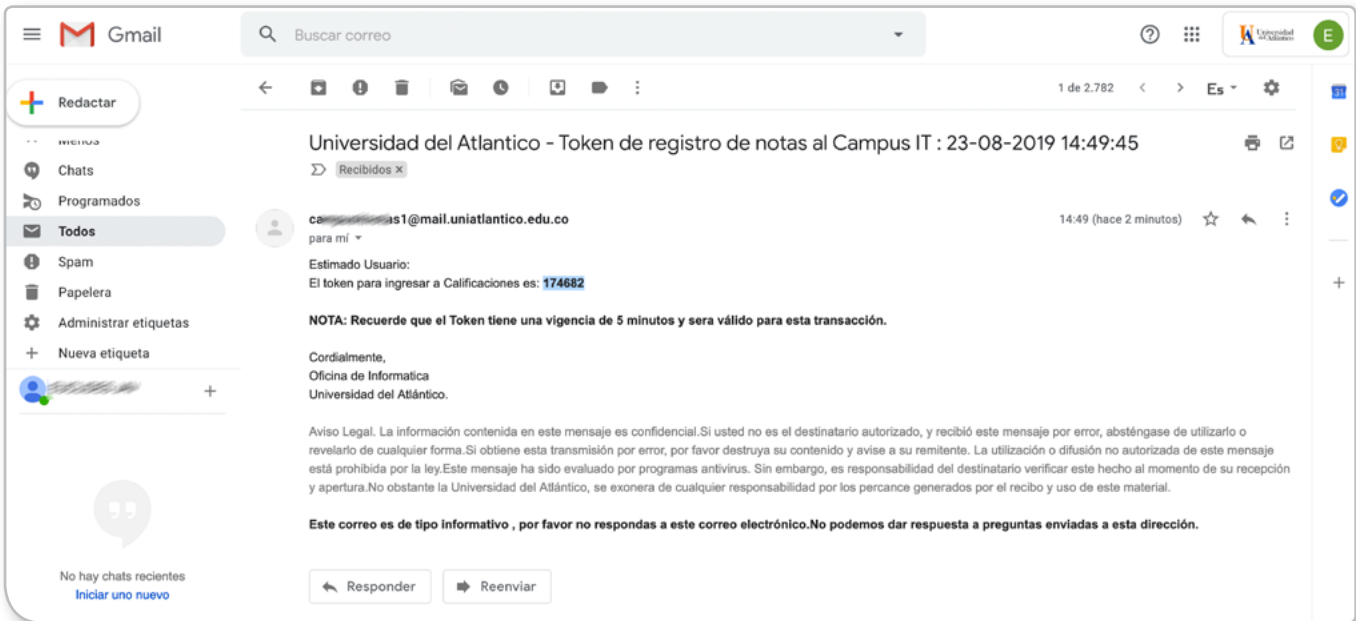 Gmail
Buscar correo
Universidad del Atlántico
E
Redactar
1 de 2.782
Es
31
Menos
Chats
Programados
Todos
Spam
Papelera
Administrar etiquetas
Nueva etiqueta
Universidad del Atlantico - Token de registro de notas al Campus IT : 23-08-2019 14:49:45
Recibidos ×
ca s1@mail.uniatlantico.edu.co
14:49 (hace 2 minutos)
para mí
Estimado Usuario:
El token para ingresar a Calificaciones es: 174682
NOTA: Recuerde que el Token tiene una vigencia de 5 minutos y sera válido para esta transacción.
Cordialmente,
Oficina de Informatica
Universidad del Atlántico.
Aviso Legal. La información contenida en este mensaje es confidencial.Si usted no es el destinatario autorizado, y recibió este mensaje por error, absténgase de utilizarlo o
revelarlo de cualquier forma.Si obtiene esta transmisión por error, por favor destruya su contenido y avise a su remitente. La utilización o difusión no autorizada de este mensaje
está prohibida por la ley.Este mensaje ha sido evaluado por programas antivirus. Sin embargo, es responsabilidad del destinatario verificar este hecho al momento de su recepción
y apertura.No obstante la Universidad del Atlántico, se exonera de cualquier responsabilidad por los percance generados por el recibo y uso de este material.
Este correo es de tipo informativo , por favor no respondas a este correo electrónico.No podemos dar respuesta a preguntas enviadas a esta dirección.
Responder
Reenviar
No hay chats recientes
Iniciar uno nuevo